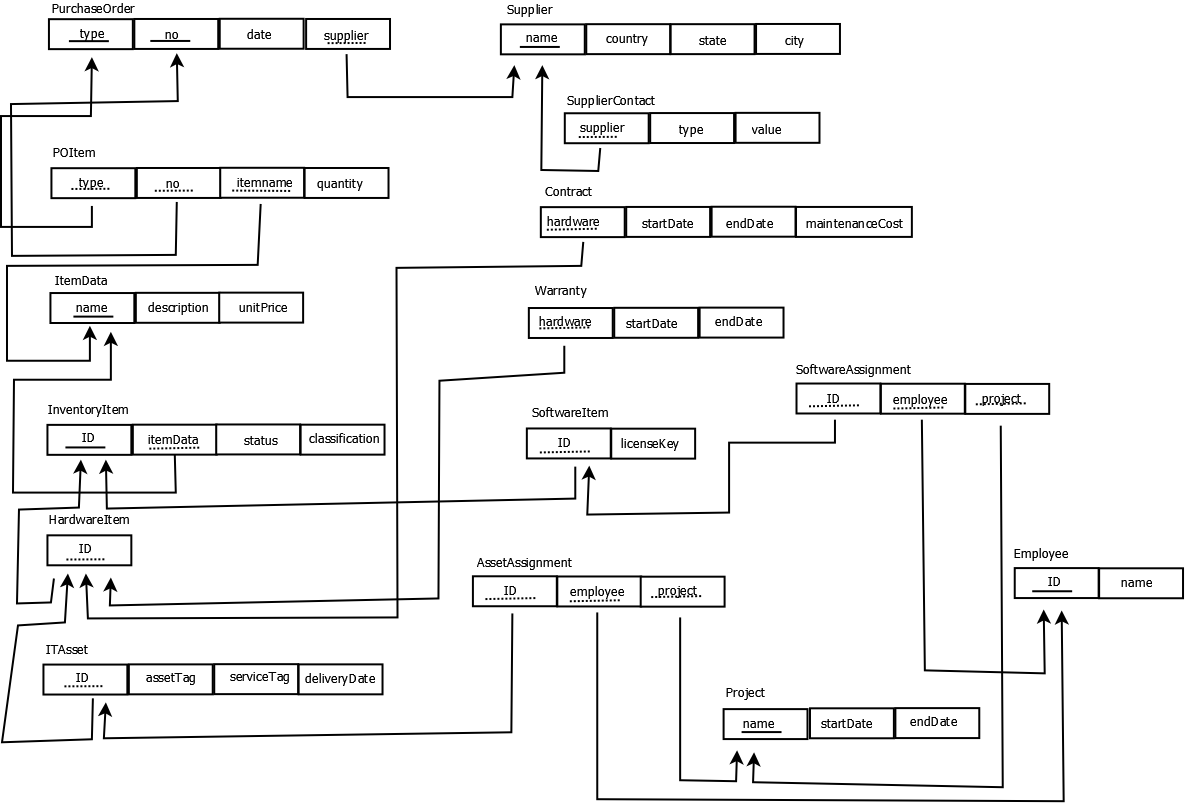 PurchaseOrder
type no date supplier
Supplier
name country state city
SupplierContact
supplier type value
POItem
type no itemname quantity
Contract
hardware startDate endDate maintenanceCost
ItemData
name description unitPrice
Warranty
hardware startDate endDate
SoftwareAssignment
ID employee project
InventoryItem
ID itemData status classification
SoftwareItem
ID licenseKey
HardwareItem
ID
AssetAssignment
ID employee project
Employee
ID name
ITAsset
ID assetTag serviceTag deliveryDate
Project
name startDate endDate